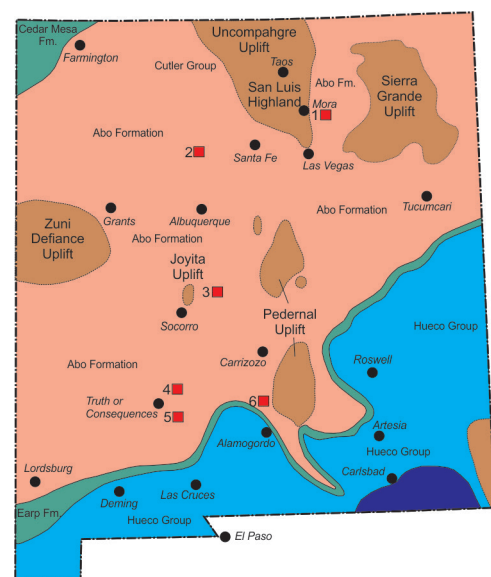 Cedar Mesa
Fm.
Farmington
Uncompahgre
Uplift
Cutler Group
Taos
San Luis
Highland
Abo Fm.
Mora
1
Sierra
Grande
Uplift
Abo Formation
2
Santa Fe
Las Vegas
Tucumcari
Grants
Albuquerque
Abo Formation
Zuni
Defiance
Uplift
Abo Formation
Joyita
Uplift
3
Socorro
Pedernal
Uplift
Hueco Group
Carrizozo
Roswell
Abo Formation
4
Truth or
Consequences
5
6
Alamogordo
Artesia
Hueco Group
Carlsbad
Lordsburg
Earp Fm.
Deming
Las Cruces
Hueco Group
El Paso